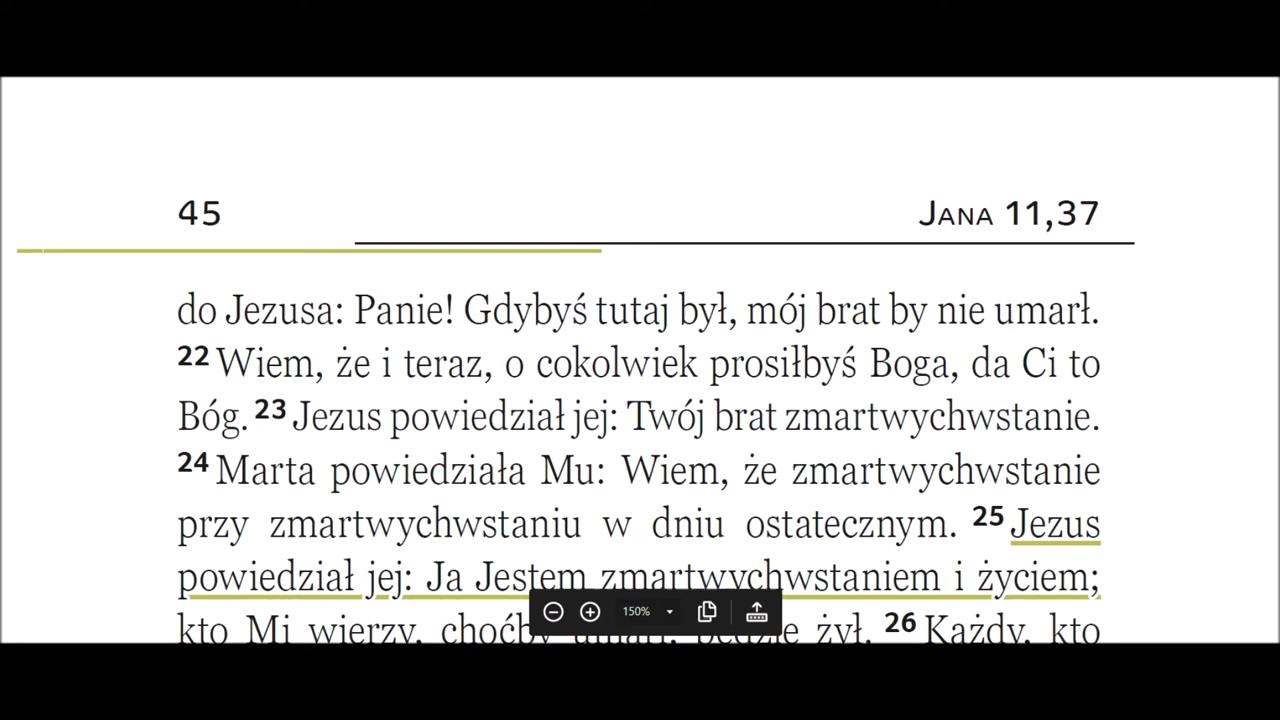 45 Jana 11,37
do Jezusa: Panie! Gdybyś tutaj był, mój brat by nie umarł.
22 Wiem, że i teraz, o cokolwiek prosiłbyś Boga, da Ci to
Bóg. 23 Jezus powiedział jej: Twój brat zmartwychwstanie.
24 Marta powiedziała Mu: Wiem, że zmartwychwstanie
przy zmartwychwstaniu w dniu ostatecznym. 25 Jezus
powiedział jej: Ja Jestem zmartwychwstaniem i życiem;
kto Mi wierzy, choćby umarł, będzie żył. 26 Każdy, kto
150%